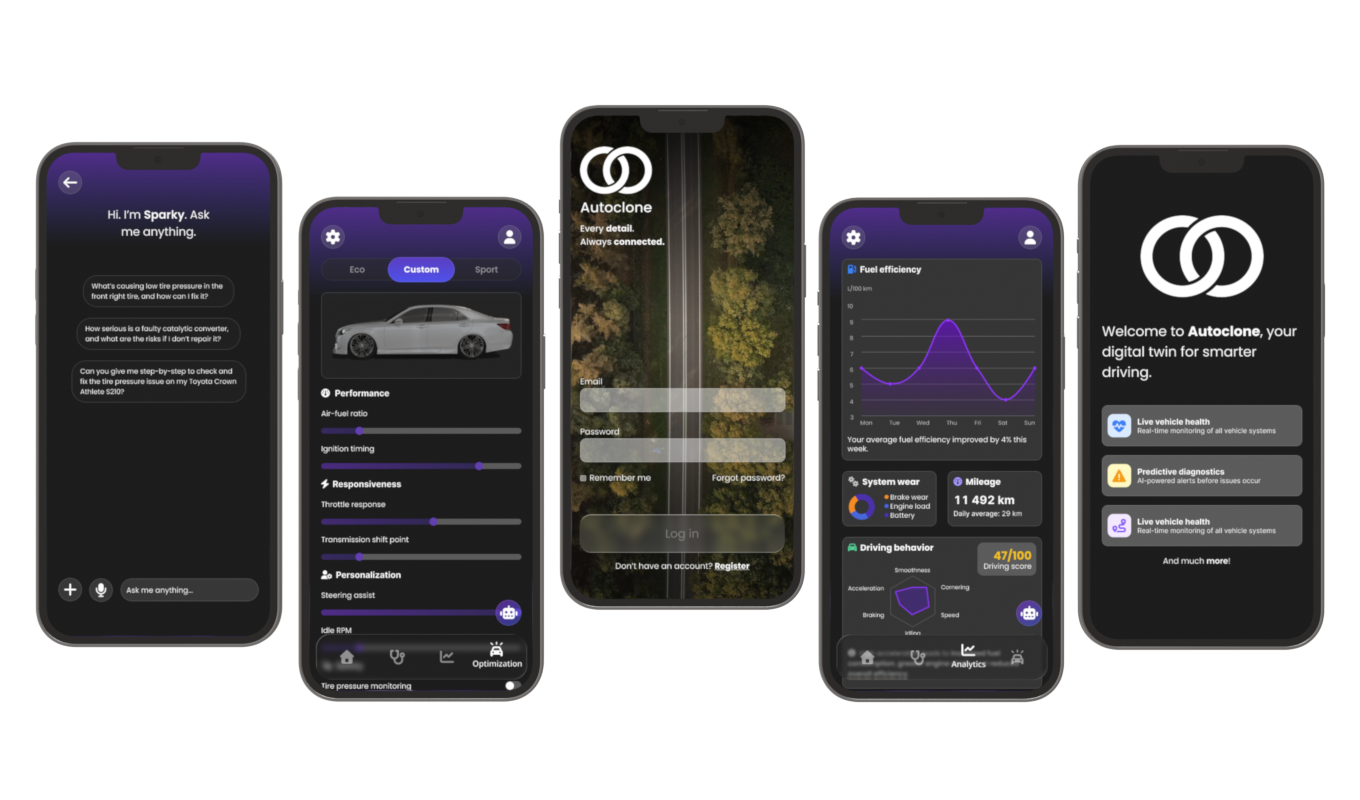 Hi. I'm Sparky. Ask
me anything.
What's causing low tire pressure in the
front right tire, and how can I fix it?
How serious is a faulty catalytic converter,
and what are the risks if I don't repair it?
Can you give me step-by-step to check and
fix the tire pressure issue on my Toyota Crown
Athlete S210?
Ask me anything...
Eco
Custom
Sport
Performance
Air-fuel ratio
Ignition timing
Responsiveness
Throttle response
Transmission shift point
Personalization
Steering assist
Idle RPM
Optimization
Tire pressure monitoring
Autoclone
Every detail.
Always connected.
Email
Password
Remember me
Forgot password?
Log in
Don't have an account? Register
Fuel efficiency
L/100 km
10
9
8
7
6
5
4
3
Mon
Tue
Wed
Thu
Fri
Sat
Sun
Your average fuel efficiency improved by 4% this
week.
System wear
Brake wear
Engine load
Battery
Mileage
11 492 km
Daily average: 29 km
Driving behavior
47/100
Driving score
Smoothness
Acceleration
Cornering
Braking
Speed
Idling
Analytics
Welcome to Autoclone, your
digital twin for smarter
driving.
Live vehicle health
Real-time monitoring of all vehicle systems
Predictive diagnostics
AI-powered alerts before issues occur
Live vehicle health
Real-time monitoring of all vehicle systems
And much more!